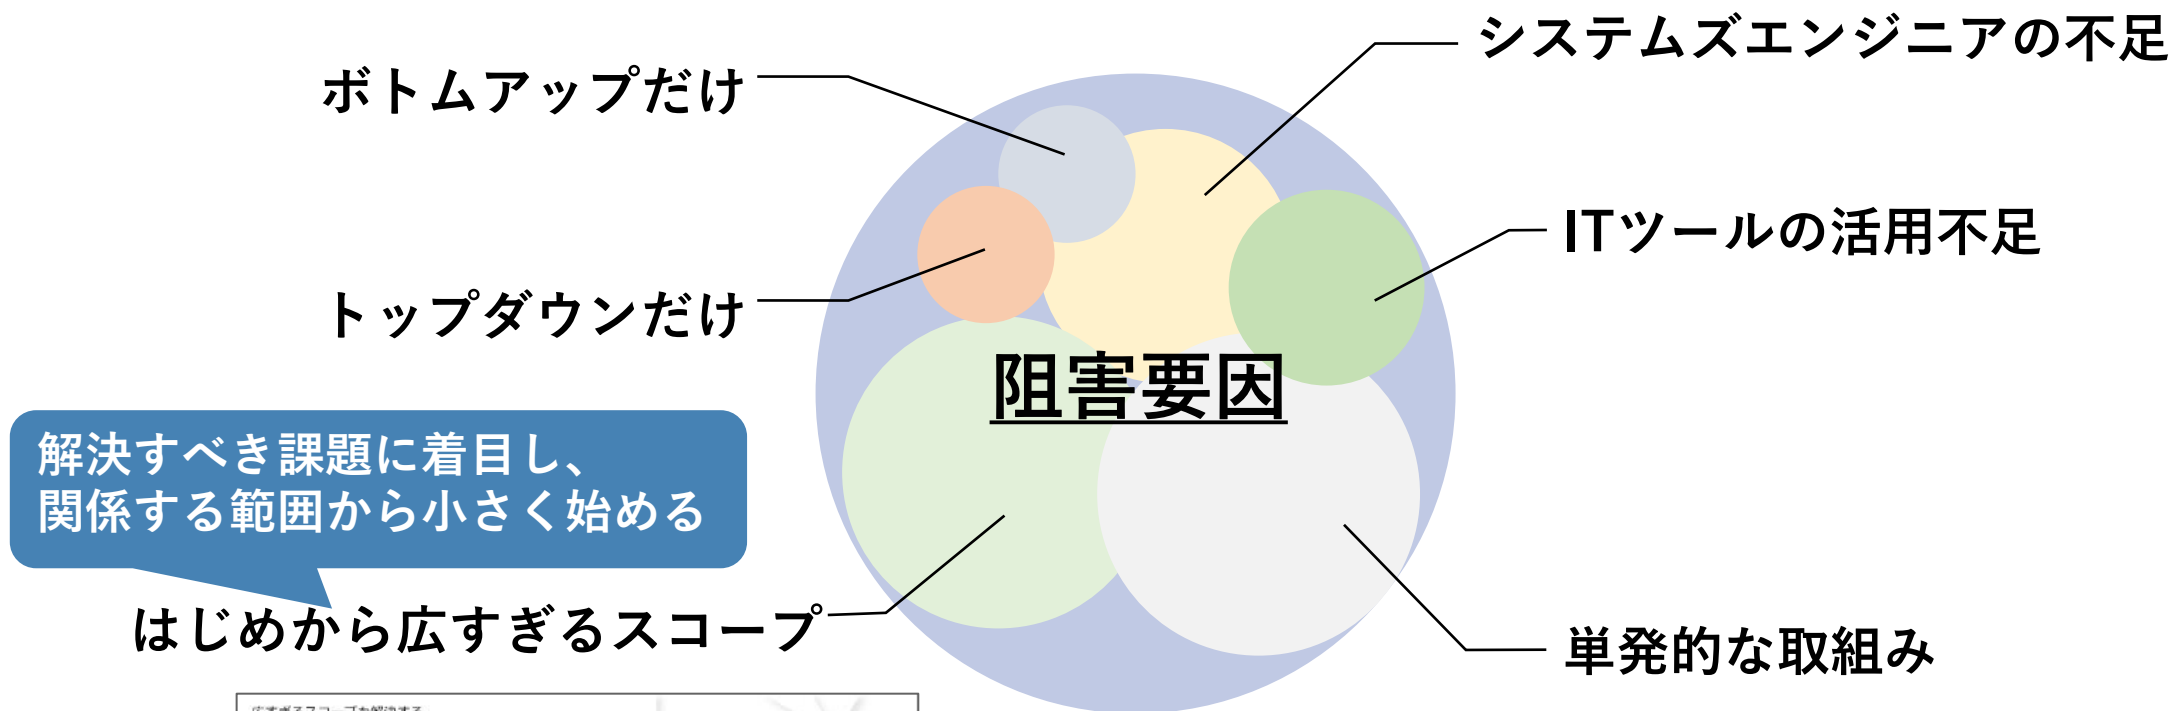 システムズエンジニアの不足
ボトムアップだけ
ITツールの活用不足
トップダウンだけ
阻害要因
解決すべき課題に着目し、
関係する範囲から小さく始める
はじめから広すぎるスコープ
単発的な取組み